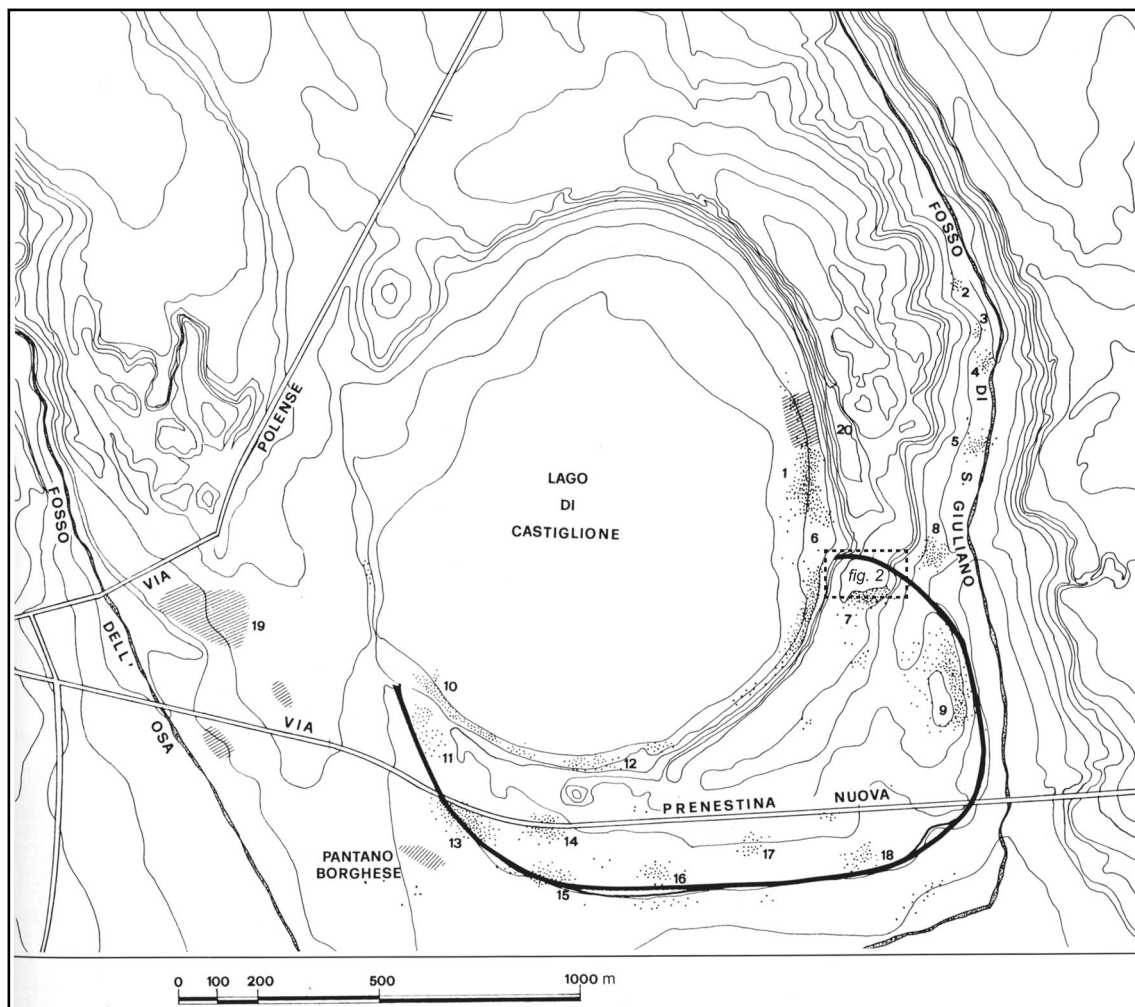 FOSSO
DI
S. GIULIANO
2
3
4
5
POLENSE
VIA
20
1
LAGO
DI
CASTIGLIONE
6
8
fig. 2
7
FOSSO
DELL'
OSA
19
9
10
VIA
11
12
PRENESTINA NUOVA
13
14
17
18
PANTANO
BORGHESE
16
15
0 100 200 500 1000 m